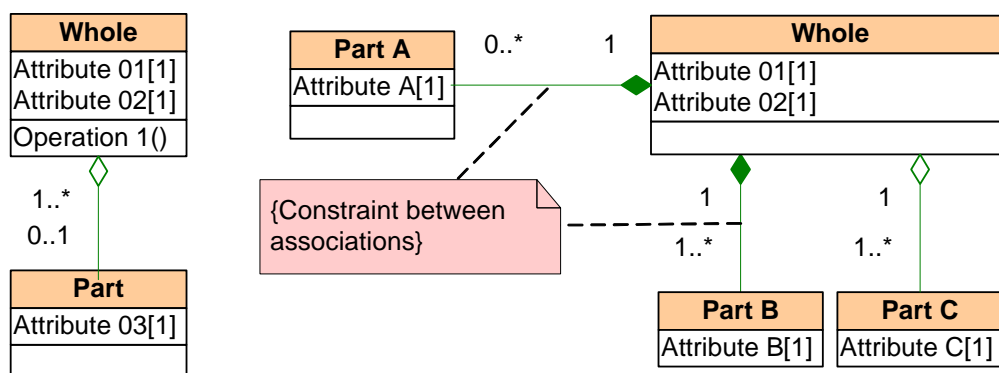 Whole
Attribute 01[1]
Attribute 02[1]
Operation 1()
1..*
0..1
Part
Attribute 03[1]
Part A
Attribute A[1]
0..*
1
Whole
Attribute 01[1]
Attribute 02[1]
{Constraint between
associations}
1
1..*
1
1..*
Part B
Attribute B[1]
Part C
Attribute C[1]